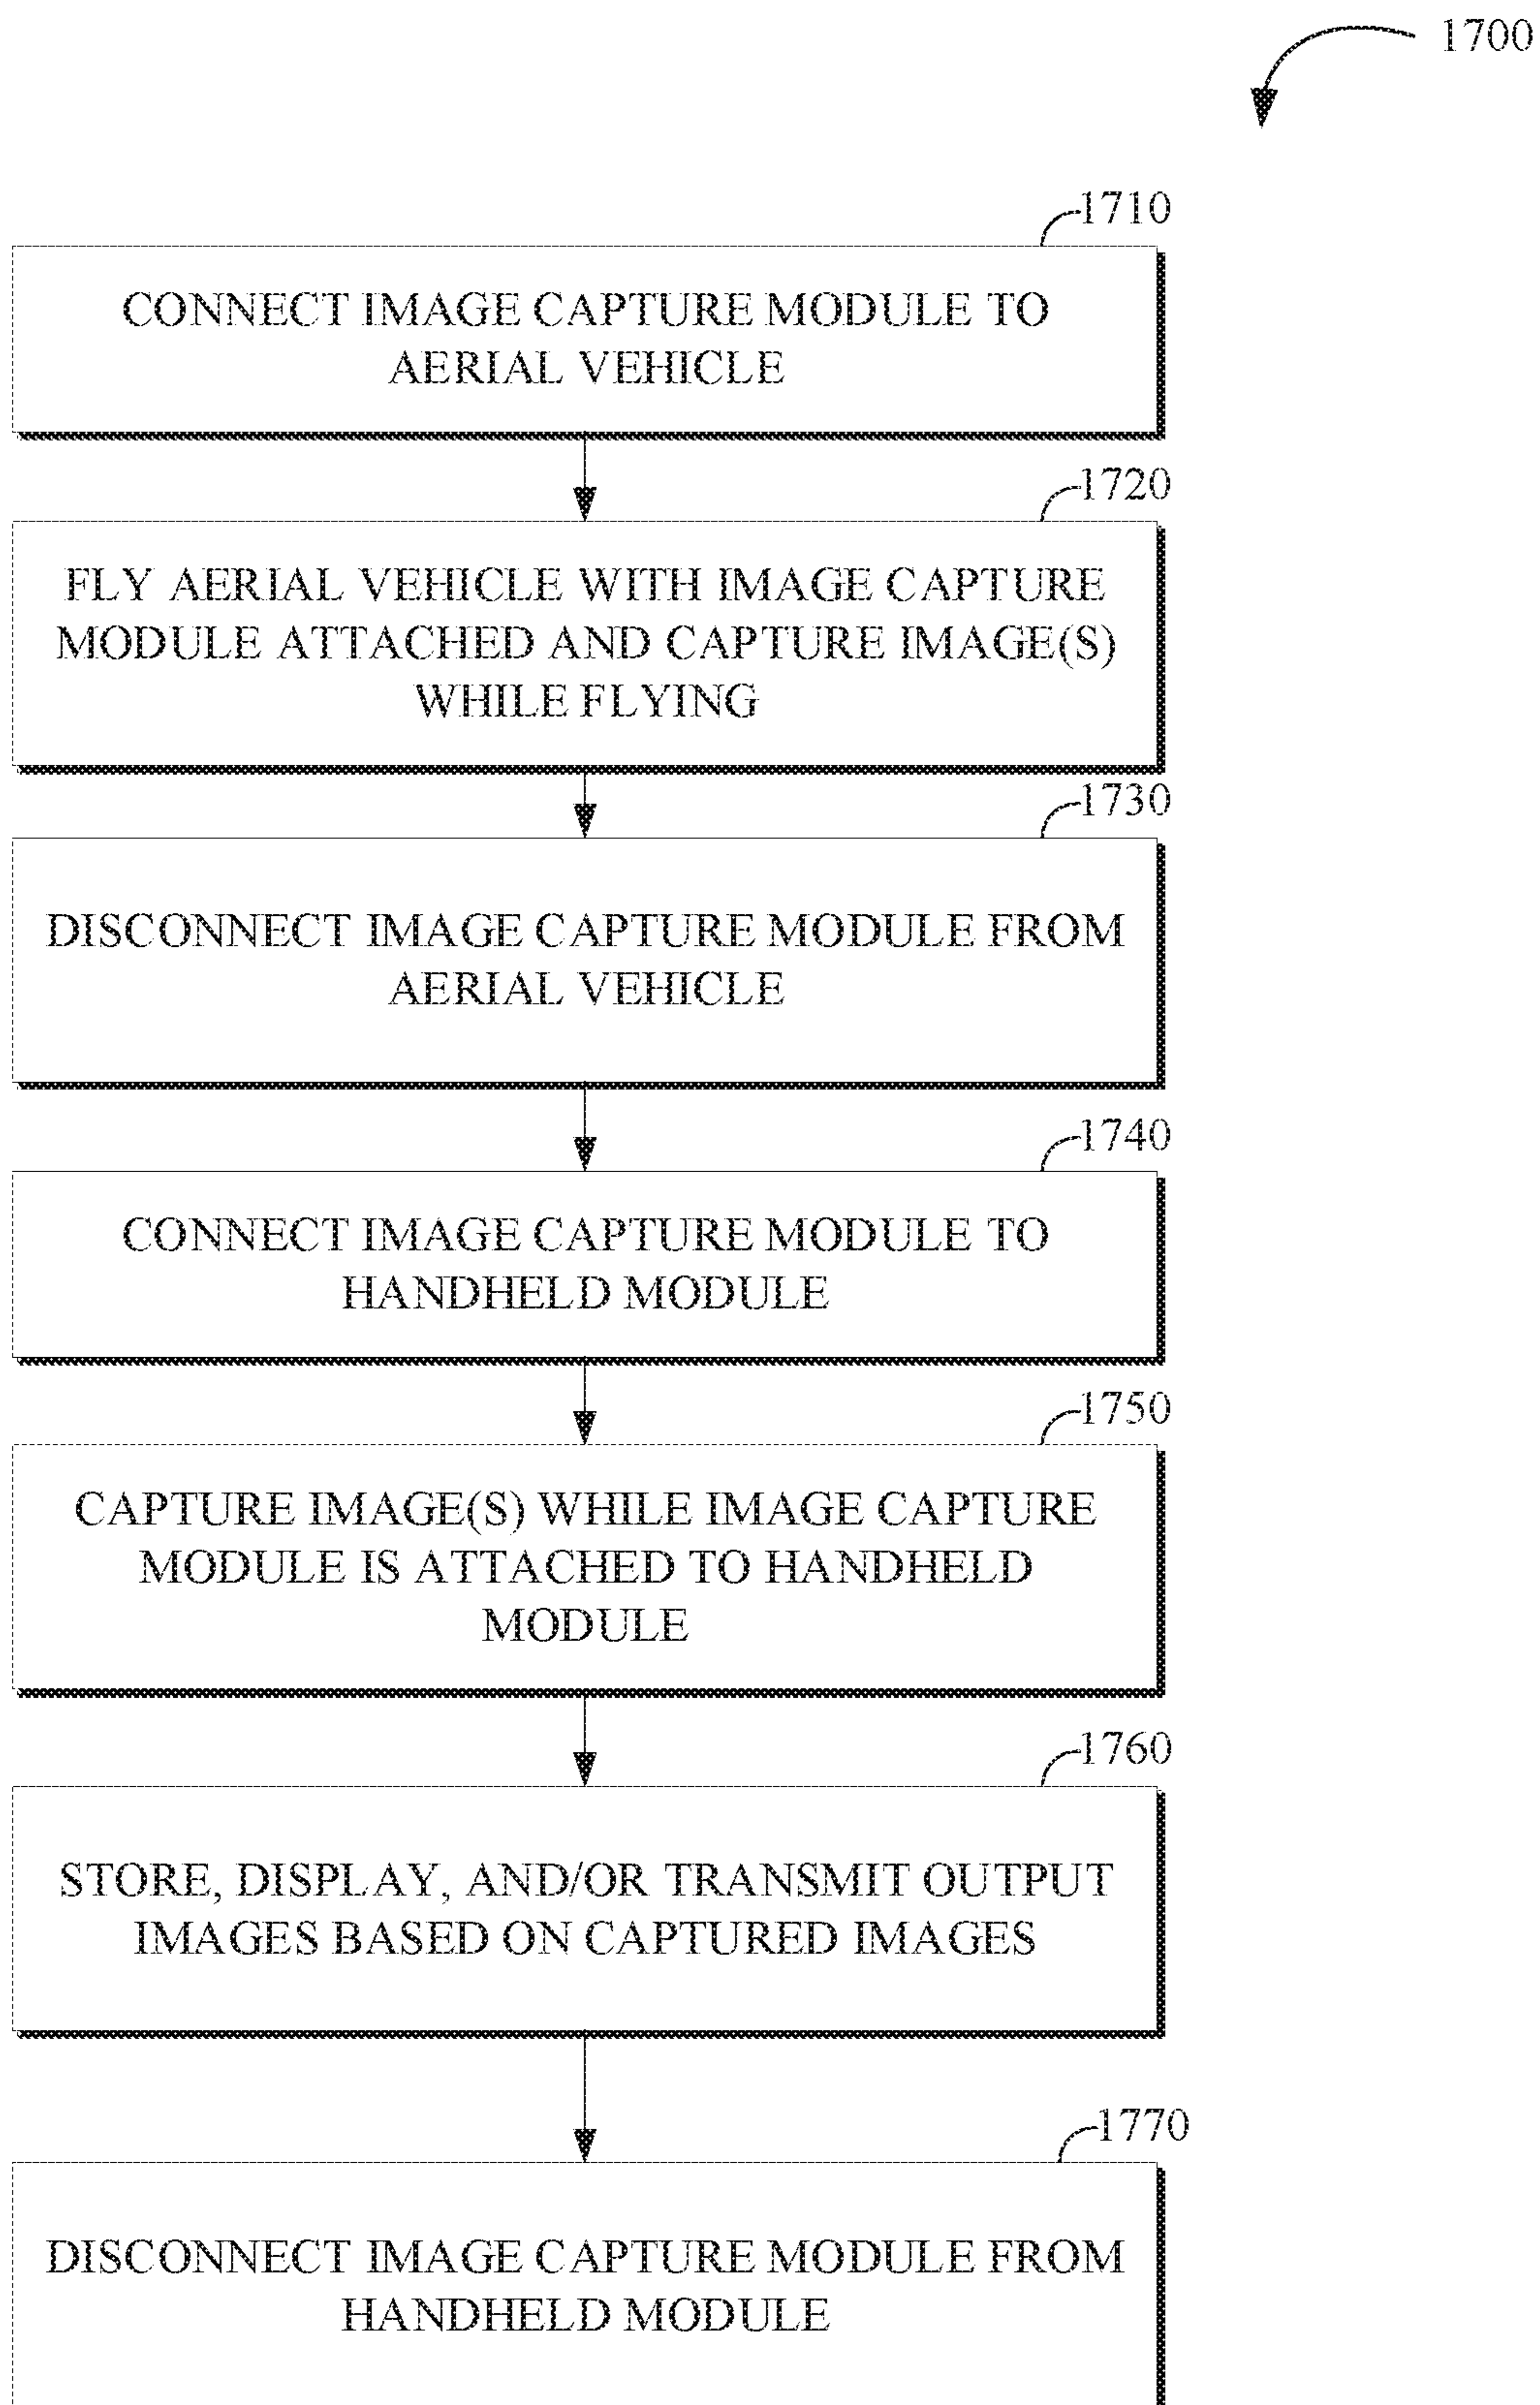 1700
1710
CONNECT IMAGE CAPTURE MODULE TO
AERIAL VEHICLE
1720
FLY AERIAL VEHICLE WITH IMAGE CAPTURE
MODULE ATTACHED AND CAPTURE IMAGE(S)
WHILE FLYING
1730
DISCONNECT IMAGE CAPTURE MODULE FROM
AERIAL VEHICLE
1740
CONNECT IMAGE CAPTURE MODULE TO
HANDHELD MODULE
1750
CAPTURE IMAGE(S) WHILE IMAGE CAPTURE
MODULE IS ATTACHED TO HANDHELD
MODULE
1760
STORE, DISPLAY, AND/OR TRANSMIT OUTPUT
IMAGES BASED ON CAPTURED IMAGES
1770
DISCONNECT IMAGE CAPTURE MODULE FROM
HANDHELD MODULE